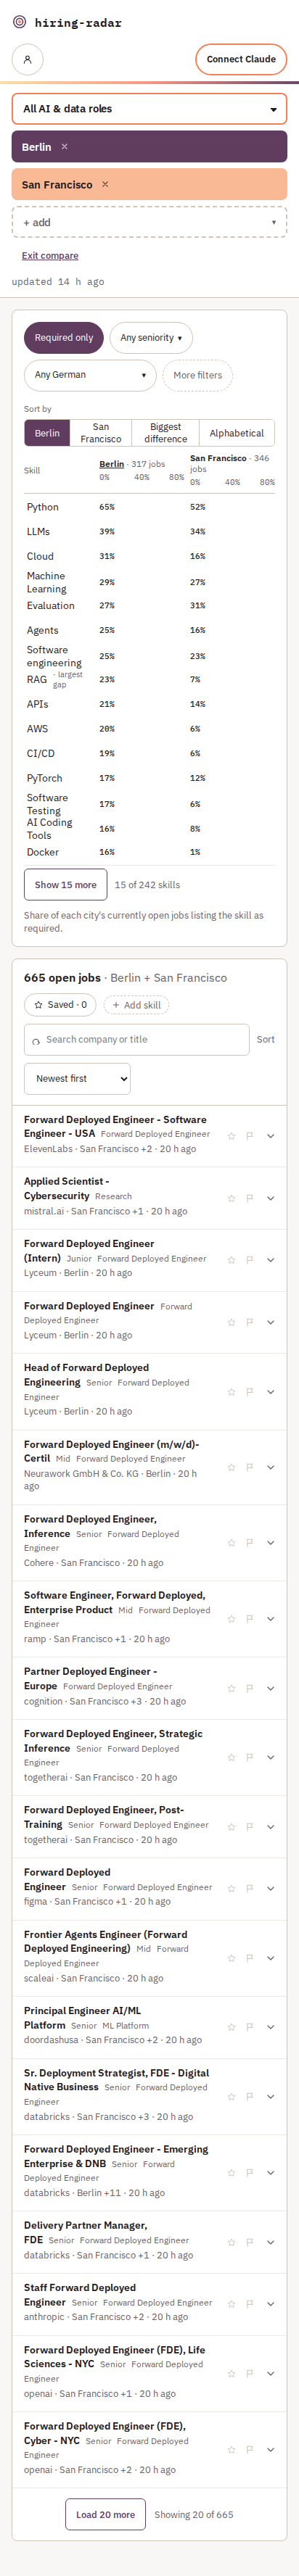 hiring-radar
Connect Claude
All AI & data roles
Berlin ×
San Francisco ×
+ add
Exit compare
updated 14 h ago
Required only
Any seniority
Any German
More filters
Sort by
Berlin
San Francisco
Biggest difference
Alphabetical
Skill
Berlin · 317 jobs
0% 40% 80%
San Francisco · 346 jobs
0% 40% 80%
Python 65% 52%
LLMs 39% 34%
Cloud 31% 16%
Machine Learning 29% 27%
Evaluation 27% 31%
Agents 25% 16%
Software engineering 25% 23%
RAG · largest gap 23% 7%
APIs 21% 14%
AWS 20% 6%
CI/CD 19% 6%
PyTorch 17% 12%
Software Testing 17% 6%
AI Coding Tools 16% 8%
Docker 16% 1%
Show 15 more
15 of 242 skills
Share of each city's currently open jobs listing the skill as
required.
665 open jobs · Berlin + San Francisco
Saved · 0
+ Add skill
Search company or title
Sort
Newest first
Forward Deployed Engineer - Software
Engineer - USA Forward Deployed Engineer
ElevenLabs · San Francisco +2 · 20 h ago
Applied Scientist -
Cybersecurity Research
mistral.ai · San Francisco +1 · 20 h ago
Forward Deployed Engineer
(Intern) Junior Forward Deployed Engineer
Lyceum · Berlin · 20 h ago
Forward Deployed Engineer Forward
Deployed Engineer
Lyceum · Berlin · 20 h ago
Head of Forward Deployed
Engineering Senior Forward Deployed
Engineer
Lyceum · Berlin · 20 h ago
Forward Deployed Engineer (m/w/d)-
Certil Mid Forward Deployed Engineer
Neurawork GmbH & Co. KG · Berlin · 20 h
ago
Forward Deployed Engineer,
Inference Senior Forward Deployed
Engineer
Cohere · San Francisco · 20 h ago
Software Engineer, Forward Deployed,
Enterprise Product Mid Forward Deployed
Engineer
ramp · San Francisco +1 · 20 h ago
Partner Deployed Engineer -
Europe Forward Deployed Engineer
cognition · San Francisco +3 · 20 h ago
Forward Deployed Engineer, Strategic
Inference Senior Forward Deployed
Engineer
togetherai · San Francisco · 20 h ago
Forward Deployed Engineer, Post-
Training Senior Forward Deployed Engineer
togetherai · San Francisco · 20 h ago
Forward Deployed
Engineer Senior Forward Deployed Engineer
figma · San Francisco +1 · 20 h ago
Frontier Agents Engineer (Forward
Deployed Engineering) Mid Forward
Deployed Engineer
scaleai · San Francisco · 20 h ago
Principal Engineer AI/ML
Platform Senior ML Platform
doordashusa · San Francisco +2 · 20 h ago
Sr. Deployment Strategist, FDE - Digital
Native Business Senior Forward Deployed
Engineer
databricks · San Francisco +3 · 20 h ago
Forward Deployed Engineer - Emerging
Enterprise & DNB Senior Forward
Deployed Engineer
databricks · Berlin +11 · 20 h ago
Delivery Partner Manager,
FDE Senior Forward Deployed Engineer
databricks · San Francisco +1 · 20 h ago
Staff Forward Deployed
Engineer Senior Forward Deployed Engineer
anthropic · San Francisco +2 · 20 h ago
Forward Deployed Engineer (FDE), Life
Sciences - NYC Senior Forward Deployed
Engineer
openai · San Francisco +1 · 20 h ago
Forward Deployed Engineer (FDE),
Cyber - NYC Senior Forward Deployed
Engineer
openai · San Francisco +2 · 20 h ago
Load 20 more
Showing 20 of 665